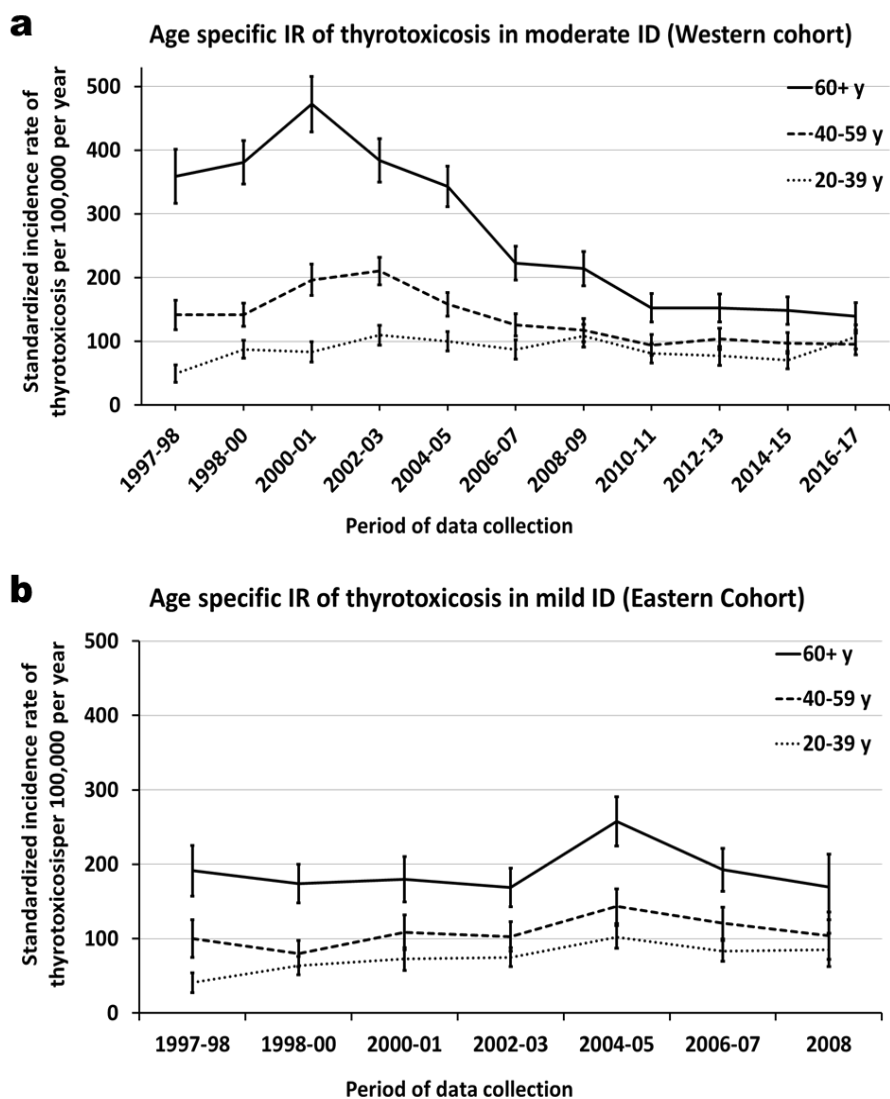 a
Age specific IR of thyrotoxicosis in moderate ID (Western cohort)
Standardized incidence rate of
thyrotoxicosis per 100,000 per year
500
400
300
200
100
0
60+ y
40-59 y
20-39 y
1997-98
1998-00
2000-01
2002-03
2004-05
2006-07
2008-09
2010-11
2012-13
2014-15
2016-17
Period of data collection
b
Age specific IR of thyrotoxicosis in mild ID (Eastern Cohort)
Standardized incidence rate of
thyrotoxicosisper 100,000 per year
500
400
300
200
100
0
60+ y
40-59 y
20-39 y
1997-98 1998-00 2000-01 2002-03 2004-05 2006-07 2008
Period of data collection